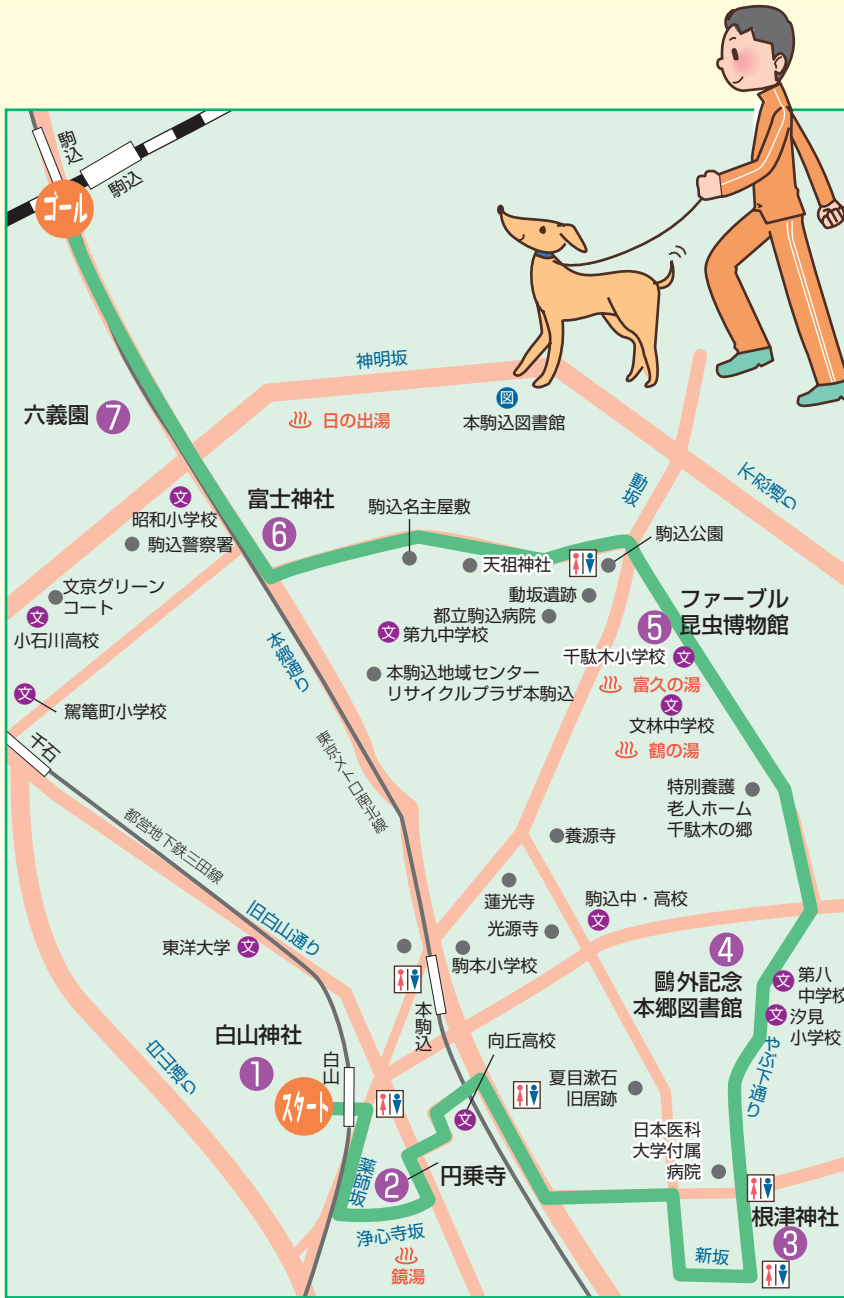 駒込
駒込
ゴール
神明坂
六義園
7
日の出湯
図
本駒込図書館
不忍通り
動坂
文
昭和小学校
駒込警察署
富士神社
6
駒込名主屋敷
天祖神社
駒込公園
動坂遺跡
都立駒込病院
ファーブル
昆虫博物館
5
文京グリーン
コート
文
小石川高校
文
第九中学校
千駄木小学校
文
本駒込地域センター
リサイクルプラザ本駒込
富久の湯
文
文林中学校
鶴の湯
文
駕籠町小学校
本郷通り
東京メトロ南北線
千石
都営地下鉄三田線
特別養護
老人ホーム
千駄木の郷
養源寺
蓮光寺
光源寺
駒込中・高校
文
旧白山通り
東洋大学
文
駒本小学校
本駒込
4
鷗外記念
本郷図書館
文
第八
中学校
文
汐見
小学校
やぶ下通り
白山神社
1
スタート
白山
白山通り
向丘高校
文
夏目漱石
旧居跡
日本医科
大学付属
病院
薬師坂
2
円乗寺
浄心寺坂
鏡湯
根津神社
3
新坂